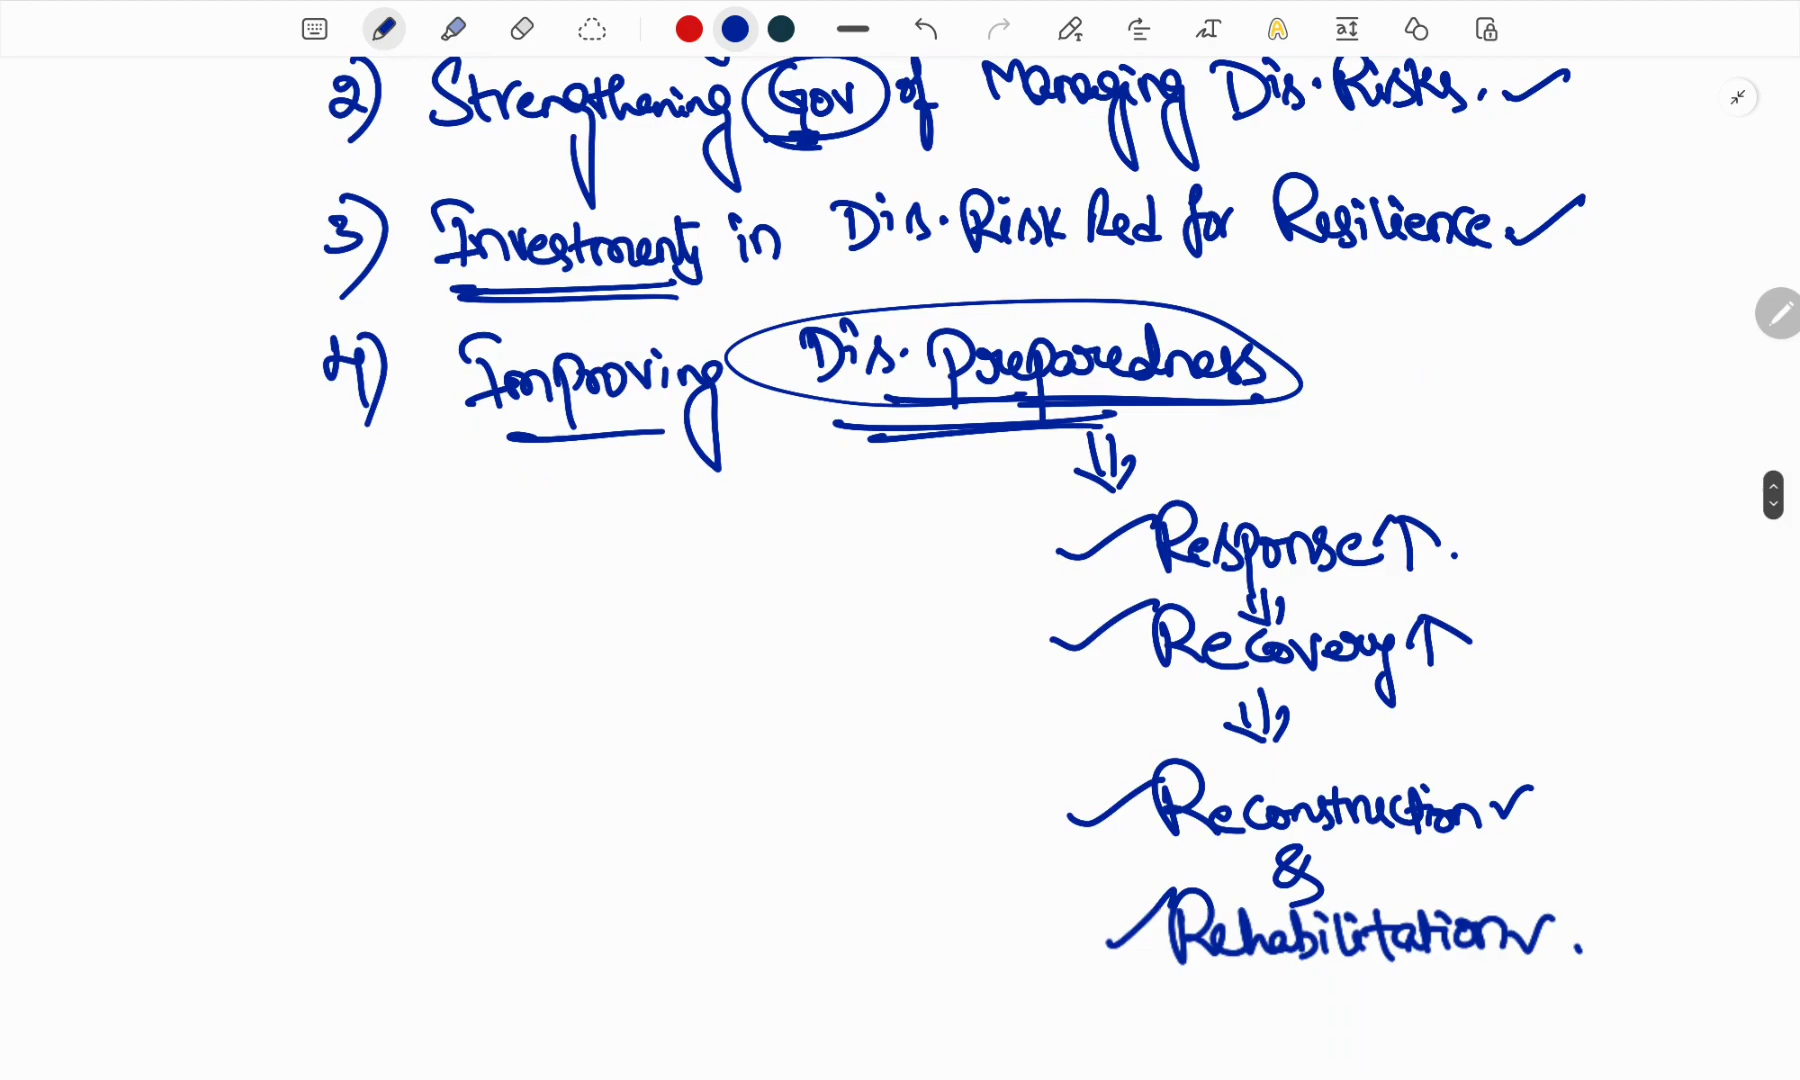 2) Strengthening Gov of Managing Dis. Risks. ✓
3) Investment in Dis. Risk Red for Resilience. ✓
4) Improving Dis. Preparedness
⇓
✓ Response ↑.
⇓
✓ Recovery ↑
⇓
✓ Reconstruction ✓
&
✓ Rehabilitation ✓.